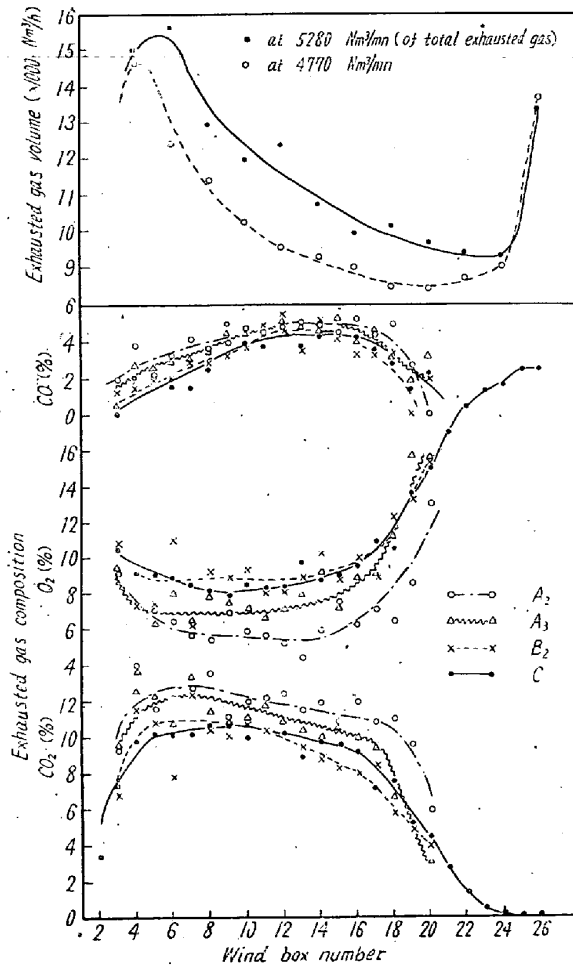 at 5280 Nm³/mn (of total exhausted gas)
at 4770 Nm³/mn
Exhausted gas volume (×1000 Nm³/h)
16
15
14
13
12
11
10
9
8
6
4
2
0
CO (%)
16
14
12
10
8
6
4
O₂ (%)
Exhausted gas composition
A₂
A₃
B₂
C
12
10
8
6
4
2
0
CO₂ (%)
2 4 6 8 10 12 14 16 18 20 22 24 26 28
Wind box number